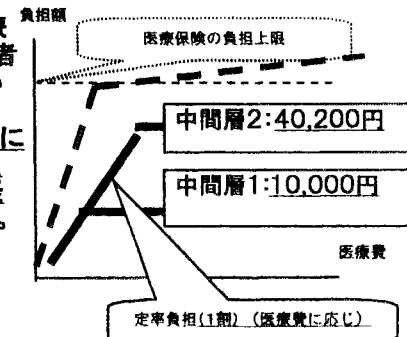 負担額
医療保険の負担上限
者
に
中間層2:40,200円
中間層1:10,000円
医療費
定率負担(1割) (医療費に応じ)